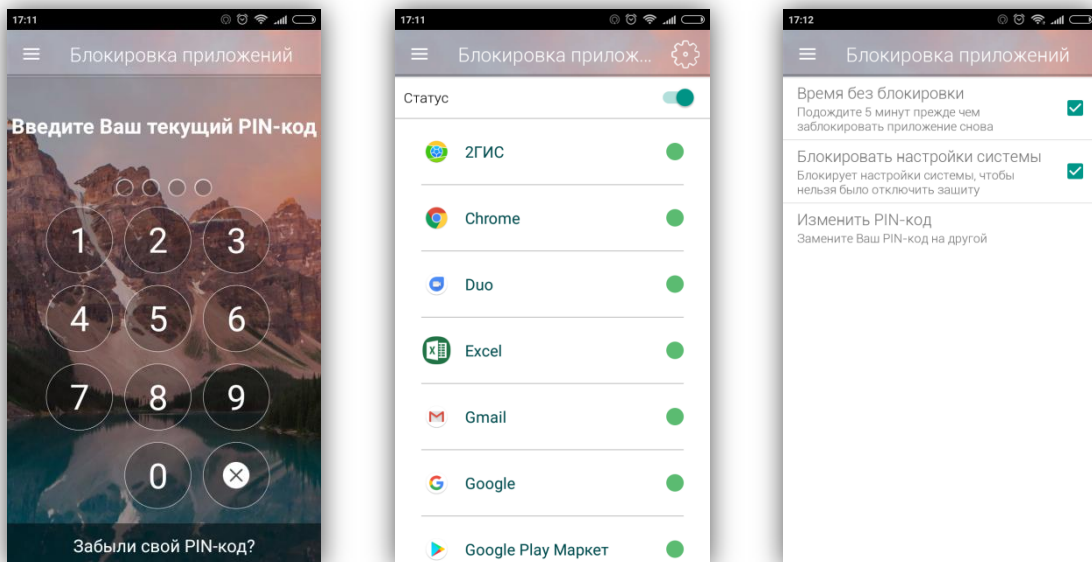 17:11
Блокировка приложений
Введите Ваш текущий PIN-код
1 2 3
4 5 6
7 8 9
0
Забыли свой PIN-код?
17:11
Блокировка прилож...
Статус
2ГИС
Chrome
Duo
Excel
Gmail
Google
Google Play Маркет
17:12
Блокировка приложений
Время без блокировки
Подождите 5 минут прежде чем
заблокировать приложение снова
Блокировать настройки системы
Блокирует настройки системы, чтобы
нельзя было отключить зашиту
Изменить PIN-код
Замените Ваш PIN-код на другой